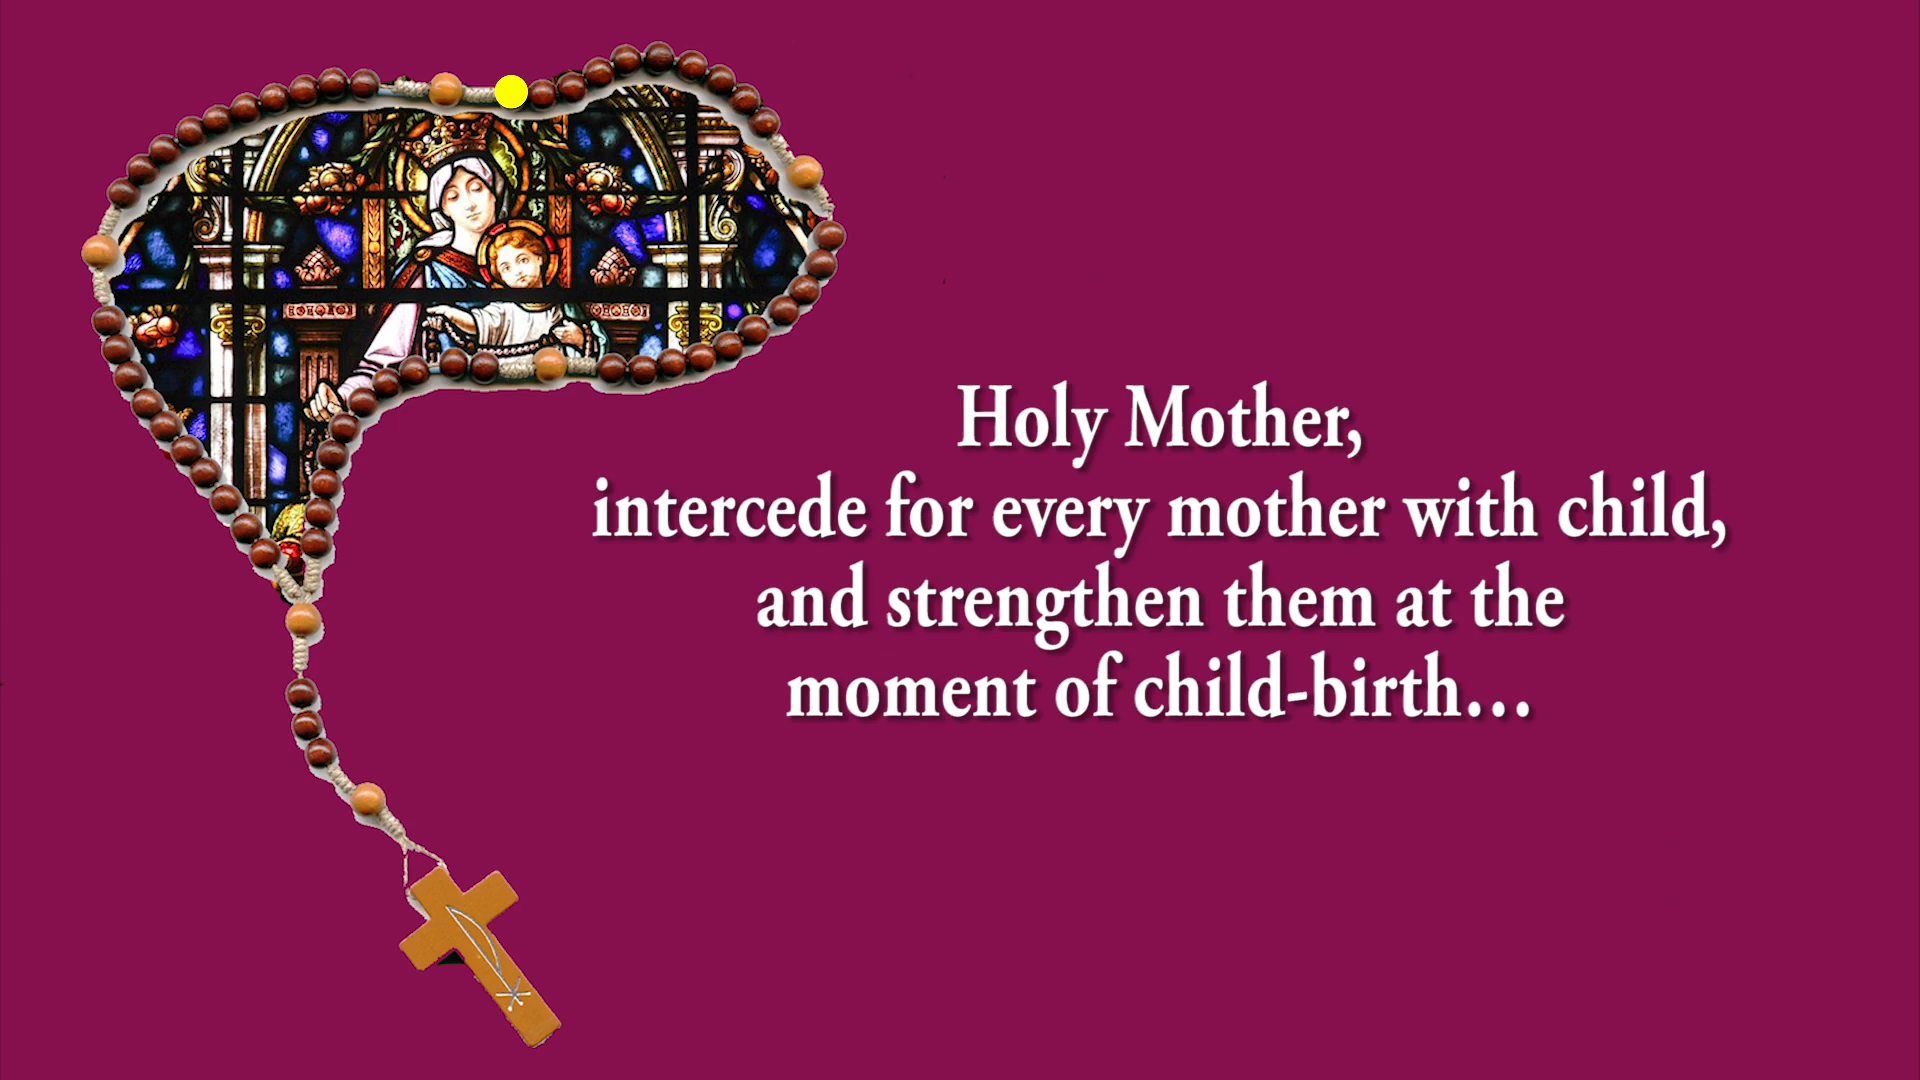 Holy Mother,
intercede for every mother with child,
and strengthen them at the
moment of child-birth…